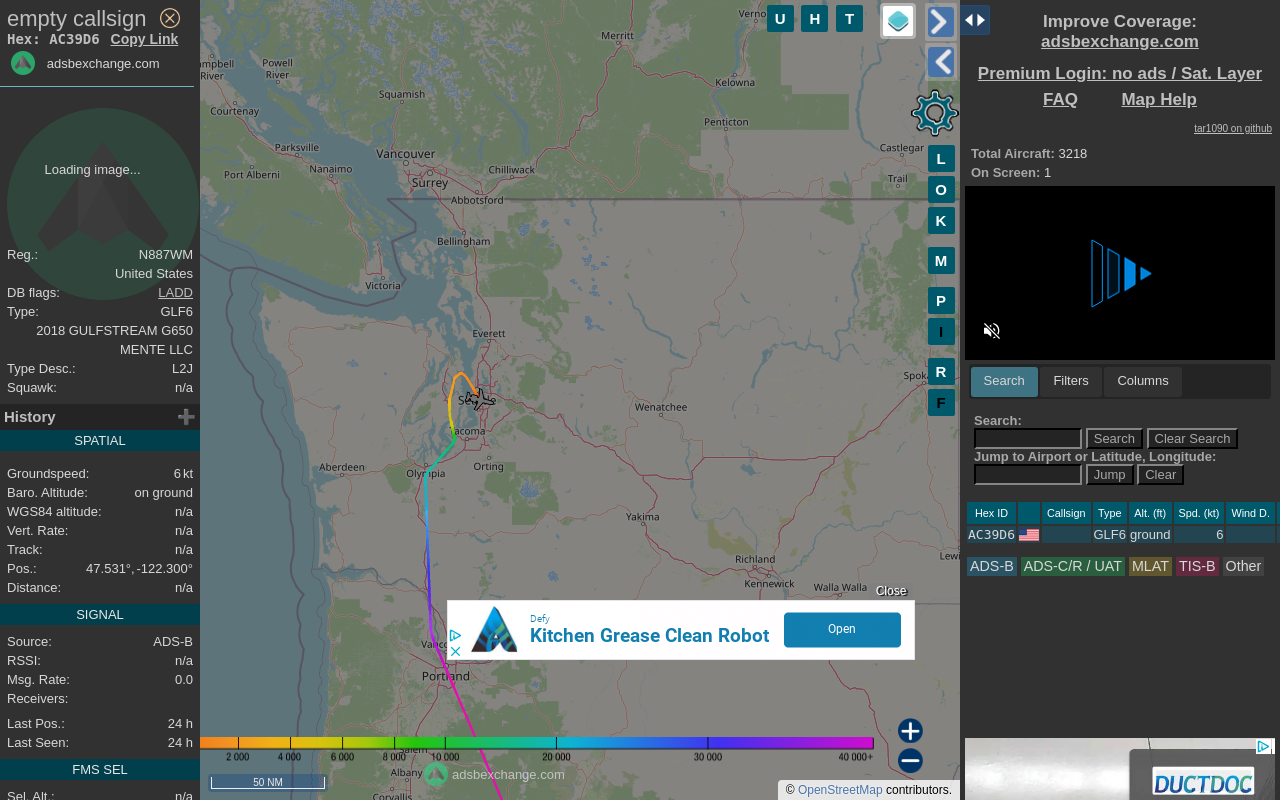 empty callsign
Hex: AC39D6 Copy Link
adsbexchange.com
Loading image...
Reg.: N887WM
United States
DB flags: LADD
Type: GLF6
2018 GULFSTREAM G650
MENTE LLC
Type Desc.: L2J
Squawk: n/a
History
SPATIAL
Groundspeed: 6 kt
Baro. Altitude: on ground
WGS84 altitude: n/a
Vert. Rate: n/a
Track: n/a
Pos.: 47.531°, -122.300°
Distance: n/a
SIGNAL
Source: ADS-B
RSSI: n/a
Msg. Rate: 0.0
Receivers:
Last Pos.: 24 h
Last Seen: 24 h
FMS SEL
Sel. Alt.: n/a
U H T
Merritt
Powell River
Kelowna
Squamish
Courtenay
Penticton
Parksville
Vancouver
Castlegar
Nanaimo
Chilliwack
Port Alberni
Surrey
Trail
Abbotsford
Bellingham
Victoria
Everett
Wenatchee
Tacoma
Aberdeen
Orting
Olympia
Yakima
Richland
Kennewick
Walla Walla
Portland
Albany
Corvallis
L
O
K
M
P
I
R
F
Close
Defy
Kitchen Grease Clean Robot
Open
2 000 4 000 6 000 8 000 10 000 20 000 30 000 40 000+
50 NM
adsbexchange.com
© OpenStreetMap contributors.
Improve Coverage:
adsbexchange.com
Premium Login: no ads / Sat. Layer
FAQ Map Help
tar1090 on github
Total Aircraft: 3218
On Screen: 1
Search Filters Columns
Search:
Search Clear Search
Jump to Airport or Latitude, Longitude:
Jump Clear
Hex ID Callsign Type Alt. (ft) Spd. (kt) Wind D.
AC39D6 GLF6 ground 6
ADS-B ADS-C/R / UAT MLAT TIS-B Other
DUCTDOC